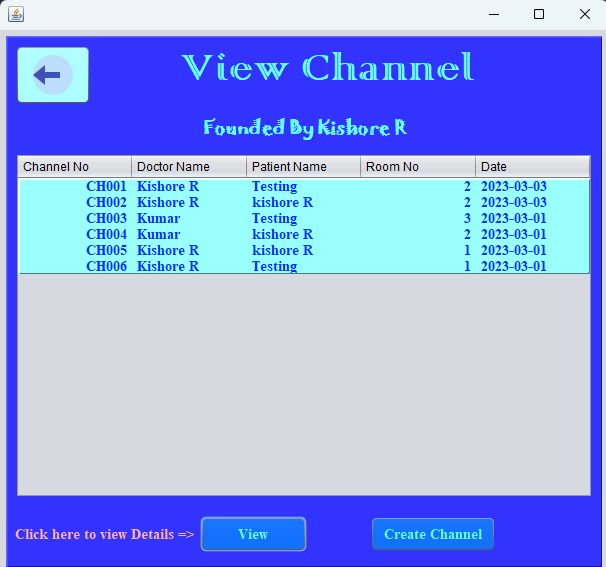 View Channel
Founded By Kishore R
Channel No Doctor Name Patient Name Room No Date
CH001 Kishore R Testing 2 2023-03-03
CH002 Kishore R kishore R 2 2023-03-03
CH003 Kumar Testing 3 2023-03-01
CH004 Kumar kishore R 2 2023-03-01
CH005 Kishore R kishore R 1 2023-03-01
CH006 Kishore R Testing 1 2023-03-01
Click here to view Details => View Create Channel